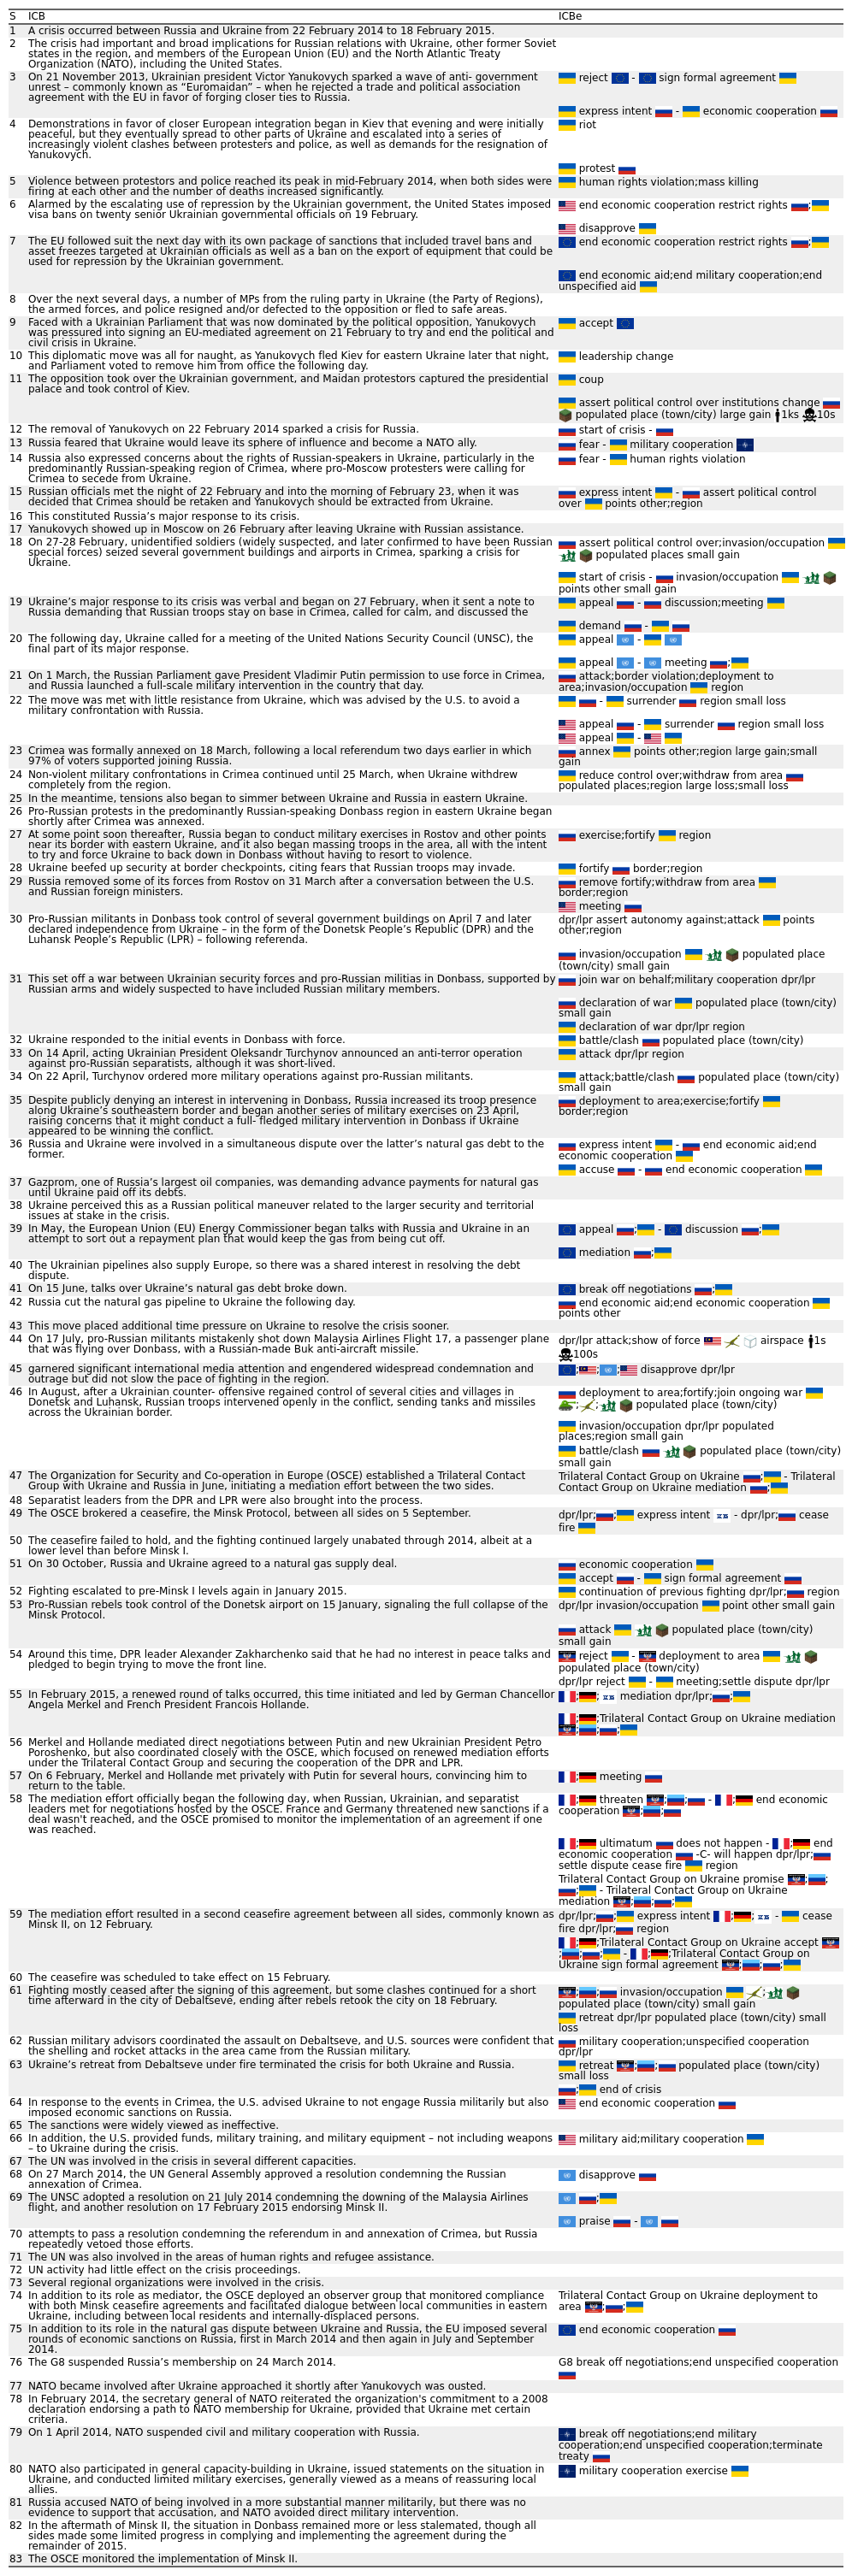 S ICB ICBe
1 A crisis occurred between Russia and Ukraine from 22 February 2014 to 18 February 2015.
2 The crisis had important and broad implications for Russian relations with Ukraine, other former Soviet
states in the region, and members of the European Union (EU) and the North Atlantic Treaty
Organization (NATO), including the United States.
3 On 21 November 2013, Ukrainian president Victor Yanukovych sparked a wave of anti- government
unrest – commonly known as “Euromaidan” – when he rejected a trade and political association
agreement with the EU in favor of forging closer ties to Russia.
reject - sign formal agreement
express intent - economic cooperation
4 Demonstrations in favor of closer European integration began in Kiev that evening and were initially
peaceful, but they eventually spread to other parts of Ukraine and escalated into a series of
increasingly violent clashes between protesters and police, as well as demands for the resignation of
Yanukovych.
riot
protest
5 Violence between protesters and police reached its peak in mid-February 2014, when both sides were
firing at each other and the number of deaths increased significantly.
human rights violation;mass killing
6 Alarmed by the escalating use of repression by the Ukrainian government, the United States imposed
visa bans on twenty senior Ukrainian governmental officials on 19 February.
end economic cooperation restrict rights ;
disapprove
7 The EU followed suit the next day with its own package of sanctions that included travel bans and
asset freezes targeted at Ukrainian officials as well as a ban on the export of equipment that could be
used for repression by the Ukrainian government.
end economic cooperation restrict rights ;
end economic aid;end military cooperation;end
unspecified aid
8 Over the next several days, a number of MPs from the ruling party in Ukraine (the Party of Regions),
the armed forces, and police resigned and/or defected to the opposition or fled to safe areas.
9 Faced with a Ukrainian Parliament that was now dominated by the political opposition, Yanukovych
was pressured into signing an EU-mediated agreement on 21 February to try and end the political and
civil crisis in Ukraine.
accept
10 This diplomatic move was all for naught, as Yanukovych fled Kiev for eastern Ukraine later that night,
and Parliament voted to remove him from office the following day.
leadership change
11 The opposition took over the Ukrainian government, and Maidan protesters captured the presidential
palace and took control of Kiev.
coup
assert political control over institutions change
populated place (town/city) large gain 1ks 10s
12 The removal of Yanukovych on 22 February 2014 sparked a crisis for Russia.
start of crisis -
13 Russia feared that Ukraine would leave its sphere of influence and become a NATO ally.
fear - military cooperation
14 Russia also expressed concerns about the rights of Russian-speakers in Ukraine, particularly in the
predominantly Russian-speaking region of Crimea, where pro-Moscow protesters were calling for
Crimea to secede from Ukraine.
fear - human rights violation
15 Russian officials met the night of 22 February and into the morning of February 23, when it was
decided that Crimea should be retaken and Yanukovych should be extracted from Ukraine.
express intent - assert political control
over points other;region
16 This constituted Russia’s major response to its crisis.
17 Yanukovych showed up in Moscow on 26 February after leaving Ukraine with Russian assistance.
18 On 27-28 February, unidentified soldiers (widely suspected, and later confirmed to have been Russian
special forces) seized several government buildings and airports in Crimea, sparking a crisis for
Ukraine.
assert political control over;invasion/occupation
populated places small gain
start of crisis - invasion/occupation
points other small gain
19 Ukraine’s major response to its crisis was verbal and began on 27 February, when it sent a note to
Russia demanding that Russian troops stay on base in Crimea, called for calm, and discussed the
appeal - discussion;meeting
demand -
20 The following day, Ukraine called for a meeting of the United Nations Security Council (UNSC), the
final part of its major response.
appeal -
appeal - meeting ;
21 On 1 March, the Russian Parliament gave President Vladimir Putin permission to use force in Crimea,
and Russia launched a full-scale military intervention in the country that day.
attack;border violation;deployment to
area;invasion/occupation region
22 The move was met with little resistance from Ukraine, which was advised by the U.S. to avoid a
military confrontation with Russia.
- surrender region small loss
appeal - surrender region small loss
appeal -
23 Crimea was formally annexed on 18 March, following a local referendum two days earlier in which
97% of voters supported joining Russia.
annex points other;region large gain;small
gain
24 Non-violent military confrontations in Crimea continued until 25 March, when Ukraine withdrew
completely from the region.
reduce control over;withdraw from area
populated places;region large loss;small loss
25 In the meantime, tensions also began to simmer between Ukraine and Russia in eastern Ukraine.
26 Pro-Russian protests in the predominantly Russian-speaking Donbass region in eastern Ukraine began
shortly after Crimea was annexed.
27 At some point soon thereafter, Russia began to conduct military exercises in Rostov and other points
near its border with eastern Ukraine, and it also began massing troops in the area, all with the intent
to try and force Ukraine to back down in Donbass without having to resort to violence.
exercise;fortify region
28 Ukraine beefed up security at border checkpoints, citing fears that Russian troops may invade.
fortify border;region
29 Russia removed some of its forces from Rostov on 31 March after a conversation between the U.S.
and Russian foreign ministers.
remove fortify;withdraw from area
border;region
meeting
30 Pro-Russian militants in Donbass took control of several government buildings on April 7 and later
declared independence from Ukraine – in the form of the Donetsk People’s Republic (DPR) and the
Luhansk People’s Republic (LPR) – following referenda.
dpr/lpr assert autonomy against;attack points
other;region
invasion/occupation populated place
(town/city) small gain
31 This set off a war between Ukrainian security forces and pro-Russian militias in Donbass, supported by
Russian arms and widely suspected to have included Russian military members.
join war on behalf;military cooperation dpr/lpr
declaration of war populated place (town/city)
small gain
declaration of war dpr/lpr region
32 Ukraine responded to the initial events in Donbass with force.
battle/clash populated place (town/city)
33 On 14 April, acting Ukrainian President Oleksandr Turchynov announced an anti-terror operation
against pro-Russian separatists, although it was short-lived.
attack dpr/lpr region
34 On 22 April, Turchynov ordered more military operations against pro-Russian militants.
attack;battle/clash populated place (town/city)
small gain
35 Despite publicly denying an interest in intervening in Donbass, Russia increased its troop presence
along Ukraine’s southeastern border and began another series of military exercises on 23 April,
raising concerns that it might conduct a full- fledged military intervention in Donbass if Ukraine
appeared to be winning the conflict.
deployment to area;exercise;fortify
border;region
36 Russia and Ukraine were involved in a simultaneous dispute over the latter’s natural gas debt to the
former.
express intent - end economic aid;end
economic cooperation
accuse - end economic cooperation
37 Gazprom, one of Russia’s largest oil companies, was demanding advance payments for natural gas
until Ukraine paid off its debts.
38 Ukraine perceived this as a Russian political maneuver related to the larger security and territorial
issues at stake in the crisis.
39 In May, the European Union (EU) Energy Commissioner began talks with Russia and Ukraine in an
attempt to sort out a repayment plan that would keep the gas from being cut off.
appeal ; - discussion ;
mediation ;
40 The Ukrainian pipelines also supply Europe, so there was a shared interest in resolving the debt
dispute.
41 On 15 June, talks over Ukraine’s natural gas debt broke down.
break off negotiations ;
42 Russia cut the natural gas pipeline to Ukraine the following day.
end economic aid;end economic cooperation
points other
43 This move placed additional time pressure on Ukraine to resolve the crisis sooner.
44 On 17 July, pro-Russian militants mistakenly shot down Malaysia Airlines Flight 17, a passenger plane
that was flying over Donbass, with a Russian-made Buk anti-aircraft missile.
dpr/lpr attack;show of force airspace 1s
100s
45 garnered significant international media attention and engendered widespread condemnation and
outrage but did not slow the pace of fighting in the region.
; ; ; disapprove dpr/lpr
46 In August, after a Ukrainian counter- offensive regained control of several cities and villages in
Donetsk and Luhansk, Russian troops intervened openly in the conflict, sending tanks and missiles
across the Ukrainian border.
deployment to area;fortify;join ongoing war
; ; populated place (town/city)
invasion/occupation dpr/lpr populated
places;region small gain
battle/clash populated place (town/city)
small gain
47 The Organization for Security and Co-operation in Europe (OSCE) established a Trilateral Contact
Group with Ukraine and Russia in June, initiating a mediation effort between the two sides.
Trilateral Contact Group on Ukraine ; - Trilateral
Contact Group on Ukraine mediation ;
48 Separatist leaders from the DPR and LPR were also brought into the process.
49 The OSCE brokered a ceasefire, the Minsk Protocol, between all sides on 5 September.
dpr/lpr; ; express intent - dpr/lpr; cease
fire
50 The ceasefire failed to hold, and the fighting continued largely unabated through 2014, albeit at a
lower level than before Minsk I.
51 On 30 October, Russia and Ukraine agreed to a natural gas supply deal.
economic cooperation
accept - sign formal agreement
52 Fighting escalated to pre-Minsk I levels again in January 2015.
continuation of previous fighting dpr/lpr; region
53 Pro-Russian rebels took control of the Donetsk airport on 15 January, signaling the full collapse of the
Minsk Protocol.
dpr/lpr invasion/occupation point other small gain
attack populated place (town/city)
small gain
54 Around this time, DPR leader Alexander Zakharchenko said that he had no interest in peace talks and
pledged to begin trying to move the front line.
reject - deployment to area
populated place (town/city)
dpr/lpr reject - meeting;settle dispute dpr/lpr
55 In February 2015, a renewed round of talks occurred, this time initiated and led by German Chancellor
Angela Merkel and French President Francois Hollande.
; ; mediation dpr/lpr; ;
; ;Trilateral Contact Group on Ukraine mediation
; ; ;
56 Merkel and Hollande mediated direct negotiations between Putin and new Ukrainian President Petro
Poroshenko, but also coordinated closely with the OSCE, which focused on renewed mediation efforts
under the Trilateral Contact Group and securing the cooperation of the DPR and LPR.
57 On 6 February, Merkel and Hollande met privately with Putin for several hours, convincing him to
return to the table.
; meeting
58 The mediation effort officially began the following day, when Russian, Ukrainian, and separatist
leaders met for negotiations hosted by the OSCE. France and Germany threatened new sanctions if a
deal wasn't reached, and the OSCE promised to monitor the implementation of an agreement if one
was reached.
; threaten ; ; - ; end economic
cooperation ; ;
; ultimatum does not happen - ; end
economic cooperation -C- will happen dpr/lpr;
settle dispute cease fire region
Trilateral Contact Group on Ukraine promise ; ;
; - Trilateral Contact Group on Ukraine
mediation ; ; ;
59 The mediation effort resulted in a second ceasefire agreement between all sides, commonly known as
Minsk II, on 12 February.
dpr/lpr; ; express intent ; ; - cease
fire dpr/lpr; region
; ;Trilateral Contact Group on Ukraine accept
; ; ; - ; ;Trilateral Contact Group on
Ukraine sign formal agreement ; ; ;
60 The ceasefire was scheduled to take effect on 15 February.
61 Fighting mostly ceased after the signing of this agreement, but some clashes continued for a short
time afterward in the city of Debaltseve, ending after rebels retook the city on 18 February.
; ; invasion/occupation ;
populated place (town/city) small gain
retreat dpr/lpr populated place (town/city) small
loss
62 Russian military advisors coordinated the assault on Debaltseve, and U.S. sources were confident that
the shelling and rocket attacks in the area came from the Russian military.
military cooperation;unspecified cooperation
dpr/lpr
63 Ukraine’s retreat from Debaltseve under fire terminated the crisis for both Ukraine and Russia.
retreat ; ; populated place (town/city)
small loss
; end of crisis
64 In response to the events in Crimea, the U.S. advised Ukraine to not engage Russia militarily but also
imposed economic sanctions on Russia.
end economic cooperation
65 The sanctions were widely viewed as ineffective.
66 In addition, the U.S. provided funds, military training, and military equipment – not including weapons
– to Ukraine during the crisis.
military aid;military cooperation
67 The UN was involved in the crisis in several different capacities.
68 On 27 March 2014, the UN General Assembly approved a resolution condemning the Russian
annexation of Crimea.
disapprove
69 The UNSC adopted a resolution on 21 July 2014 condemning the downing of the Malaysia Airlines
flight, and another resolution on 17 February 2015 endorsing Minsk II.
;
praise -
70 attempts to pass a resolution condemning the referendum in and annexation of Crimea, but Russia
repeatedly vetoed those efforts.
71 The UN was also involved in the areas of human rights and refugee assistance.
72 UN activity had little effect on the crisis proceedings.
73 Several regional organizations were involved in the crisis.
74 In addition to its role as mediator, the OSCE deployed an observer group that monitored compliance
with both Minsk ceasefire agreements and facilitated dialogue between local communities in eastern
Ukraine, including between local residents and internally-displaced persons.
Trilateral Contact Group on Ukraine deployment to
area ; ;
75 In addition to its role in the natural gas dispute between Ukraine and Russia, the EU imposed several
rounds of economic sanctions on Russia, first in March 2014 and then again in July and September
2014.
end economic cooperation
76 The G8 suspended Russia’s membership on 24 March 2014.
G8 break off negotiations;end unspecified cooperation
77 NATO became involved after Ukraine approached it shortly after Yanukovych was ousted.
78 In February 2014, the secretary general of NATO reiterated the organization's commitment to a 2008
declaration endorsing a path to NATO membership for Ukraine, provided that Ukraine met certain
criteria.
79 On 1 April 2014, NATO suspended civil and military cooperation with Russia.
break off negotiations;end military
cooperation;end unspecified cooperation;terminate
treaty
80 NATO also participated in general capacity-building in Ukraine, issued statements on the situation in
Ukraine, and conducted limited military exercises, generally viewed as a means of reassuring local
allies.
military cooperation exercise
81 Russia accused NATO of being involved in a more substantial manner militarily, but there was no
evidence to support that accusation, and NATO avoided direct military intervention.
82 In the aftermath of Minsk II, the situation in Donbass remained more or less stalemated, though all
sides made some limited progress in complying and implementing the agreement during the
remainder of 2015.
83 The OSCE monitored the implementation of Minsk II.